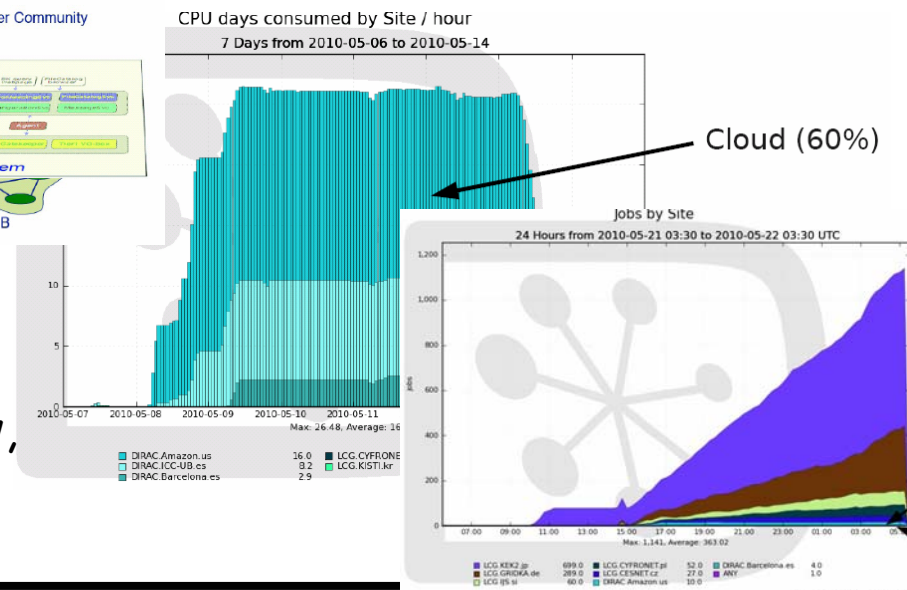 er Community
CPU days consumed by Site / hour
7 Days from 2010-05-06 to 2010-05-14
Agent
em
B
Cloud (60%)
10
5
0
2010-05-07 2010-05-08 2010-05-09 2010-05-10 2010-05-11
Max: 26.48, Average: 16
DIRAC.Amazon.us 16.0 LCG.CYFRONE
DIRAC.ICC-UB.es 8.2 LCG.KISTI.kr
DIRAC.Barcelona.es 2.9
,
Jobs by Site
24 Hours from 2010-05-21 03:30 to 2010-05-22 03:30 UTC
jobs
1,200
1,000
800
600
400
200
0
07:00 09:00 11:00 13:00 15:00 17:00 19:00 21:00 23:00 01:00 03:00 05:
Max: 1,141, Average: 363.02
LCG.KEK2.jp 699.0 LCG.CYFRONET.pl 52.0 DIRAC.Barcelona.es 4.0
LCG.GRIDKA.de 289.0 LCG.CESNET.cz 27.0 ANY 1.0
LCG.IJS.si 60.0 DIRAC.Amazon.us 10.0